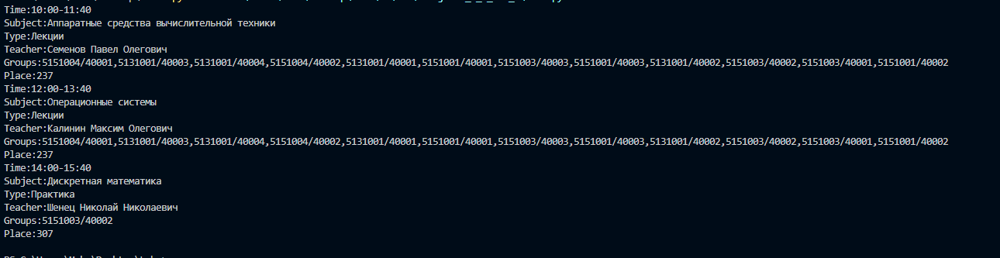 Time:10:00-11:40
Subject:Аппаратные средства вычислительной техники
Type:Лекции
Teacher:Семенов Павел Олегович
Groups:5151004/40001,5131001/40003,5131001/40004,5151004/40002,5131001/40001,5151001/40001,5151003/40003,5151001/40003,5131001/40002,5151003/40002,5151003/40001,5151001/40002
Place:237
Time:12:00-13:40
Subject:Операционные системы
Type:Лекции
Teacher:Калинин Максим Олегович
Groups:5151004/40001,5131001/40003,5131001/40004,5151004/40002,5131001/40001,5151001/40001,5151003/40003,5151001/40003,5131001/40002,5151003/40002,5151003/40001,5151001/40002
Place:237
Time:14:00-15:40
Subject:Дискретная математика
Type:Практика
Teacher:Шенец Николай Николаевич
Groups:5151003/40002
Place:307